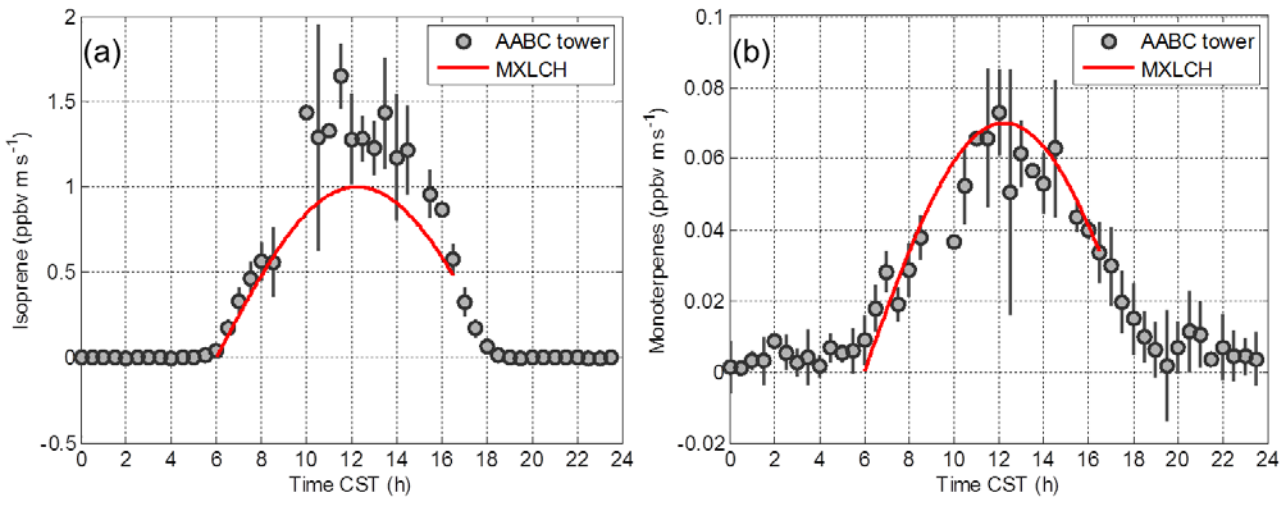 (a)
AABC tower
MXLCH
Isoprene (ppbv m s⁻¹)
2
1.5
1
0.5
0
-0.5
0 2 4 6 8 10 12 14 16 18 20 22 24
Time CST (h)
(b)
AABC tower
MXLCH
Monoterpenes (ppbv m s⁻¹)
0.1
0.08
0.06
0.04
0.02
0
-0.02
0 2 4 6 8 10 12 14 16 18 20 22 24
Time CST (h)